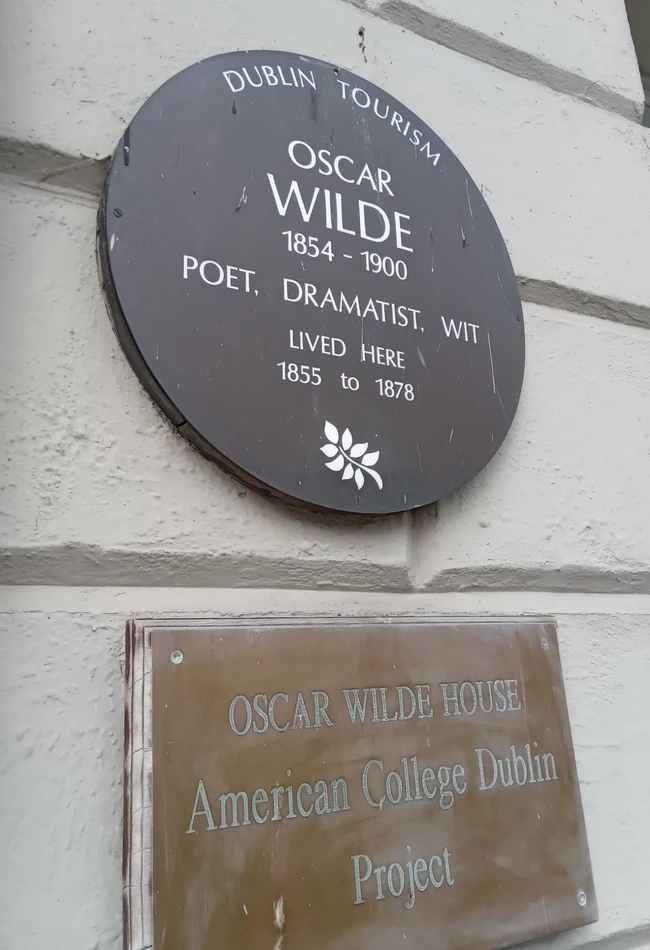 DUBLIN TOURISM
OSCAR
WILDE
1854 - 1900
POET, DRAMATIST, WIT
LIVED HERE
1855 to 1878
OSCAR WILDE HOUSE
American College Dublin
Project